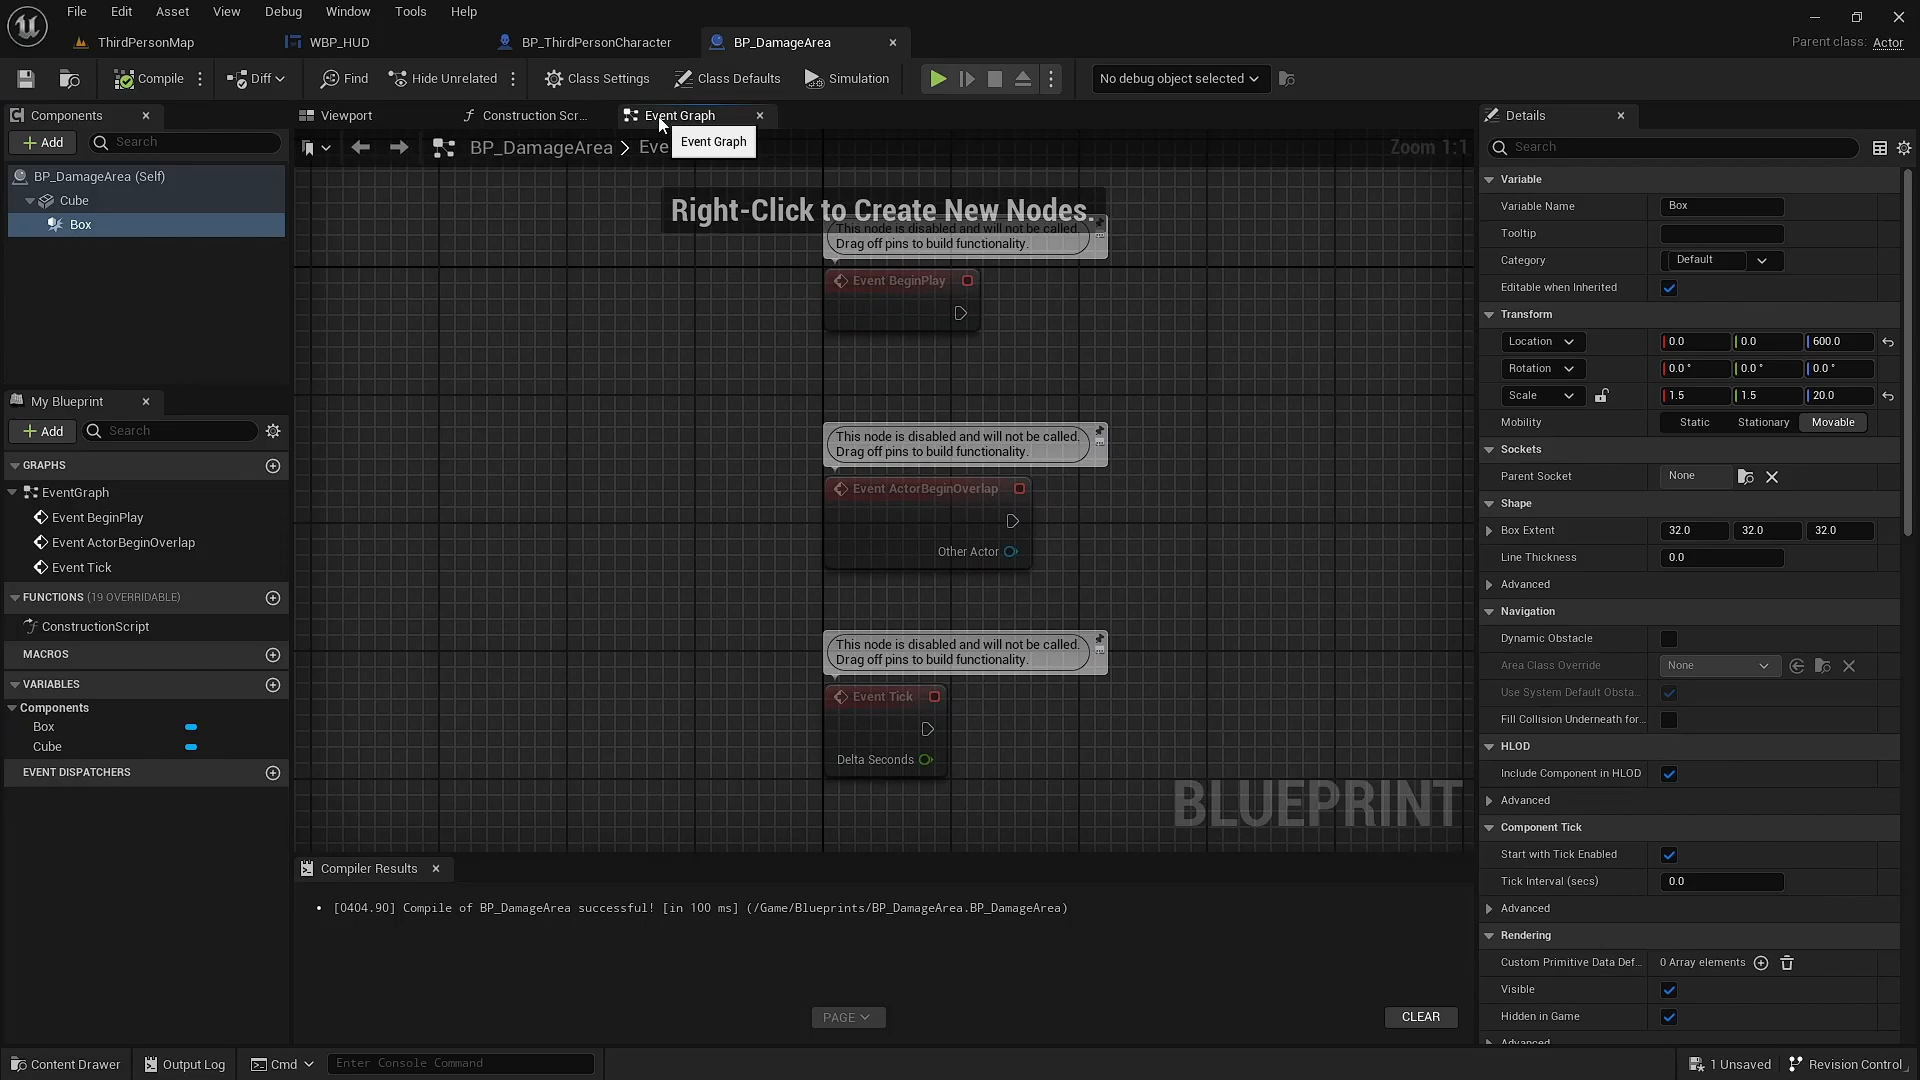 File Edit Asset View Debug Window Tools Help
ThirdPersonMap WBP_HUD BP_ThirdPersonCharacter BP_DamageArea
Parent class: Actor
Compile Diff Find Hide Unrelated Class Settings Class Defaults Simulation No debug object selected
Components
Add Search
BP_DamageArea (Self)
Cube
Box
My Blueprint
Add Search
GRAPHS
EventGraph
Event BeginPlay
Event ActorBeginOverlap
Event Tick
FUNCTIONS (19 OVERRIDABLE)
ConstructionScript
MACROS
VARIABLES
Components
Box
Cube
EVENT DISPATCHERS
Viewport Construction Scr... Event Graph
Event Graph
BP_DamageArea > Eve
Zoom 1:1
Right-Click to Create New Nodes.
This node is disabled and will not be called.
Drag off pins to build functionality.
Event BeginPlay
This node is disabled and will not be called.
Drag off pins to build functionality.
Event ActorBeginOverlap
Other Actor
This node is disabled and will not be called.
Drag off pins to build functionality.
Event Tick
Delta Seconds
BLUEPRINT
Compiler Results
• [0404.90] Compile of BP_DamageArea successful! [in 100 ms] (/Game/Blueprints/BP_DamageArea.BP_DamageArea)
PAGE
CLEAR
Details
Search
Variable
Variable Name Box
Tooltip
Category Default
Editable when Inherited
Transform
Location 0.0 0.0 600.0
Rotation 0.0 ° 0.0 ° 0.0 °
Scale 1.5 1.5 20.0
Mobility Static Stationary Movable
Sockets
Parent Socket None
Shape
Box Extent 32.0 32.0 32.0
Line Thickness 0.0
Advanced
Navigation
Dynamic Obstacle
Area Class Override None
Use System Default Obsta...
Fill Collision Underneath for...
HLOD
Include Component in HLOD
Advanced
Component Tick
Start with Tick Enabled
Tick Interval (secs) 0.0
Advanced
Rendering
Custom Primitive Data Def... 0 Array elements
Visible
Hidden in Game
Advanced
Content Drawer Output Log Cmd Enter Console Command
1 Unsaved Revision Control